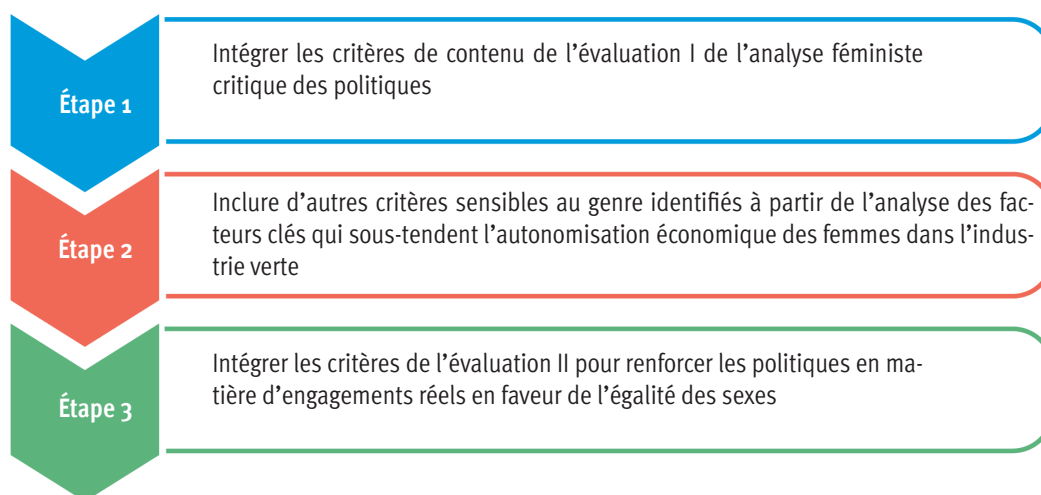 Étape 1
Intégrer les critères de contenu de l’évaluation I de l’analyse féministe
critique des politiques
Étape 2
Inclure d’autres critères sensibles au genre identifiés à partir de l’analyse des fac-
teurs clés qui sous-tendent l’autonomisation économique des femmes dans l’indus-
trie verte
Étape 3
Intégrer les critères de l’évaluation II pour renforcer les politiques en ma-
tière d’engagements réels en faveur de l’égalité des sexes